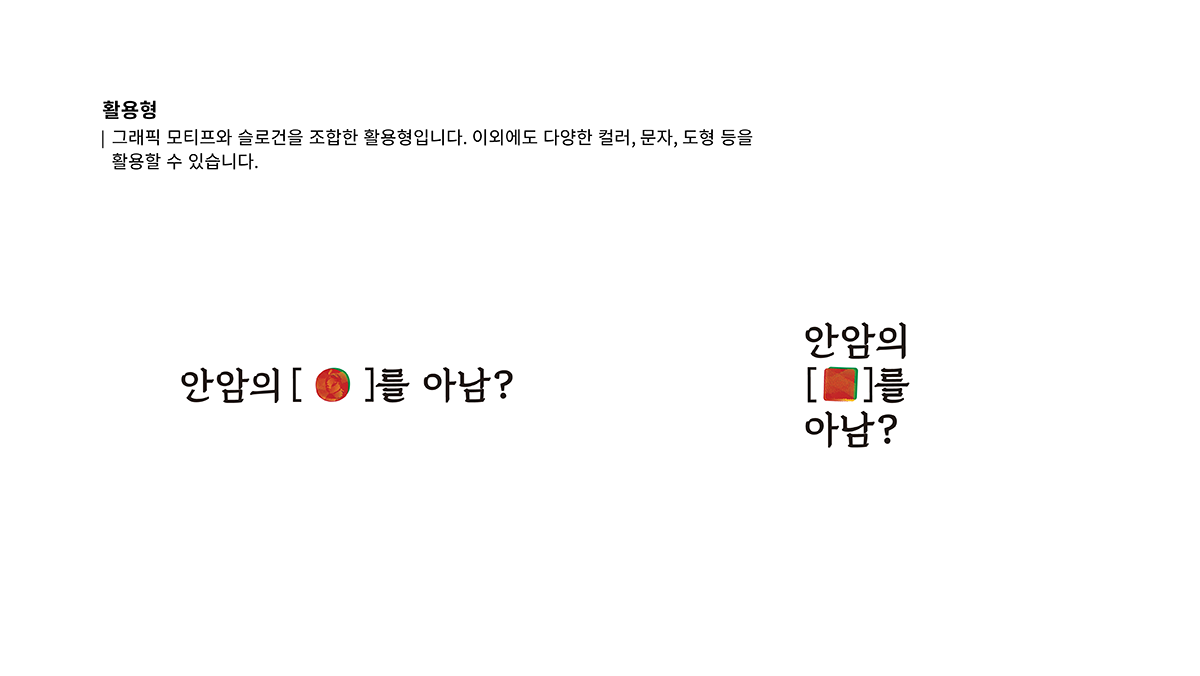 활용형
| 그래픽 모티프와 슬로건을 조합한 활용형입니다. 이외에도 다양한 컬러, 문자, 도형 등을
활용할 수 있습니다.
안암의 [ ]를 아남?
안암의
[ ]를
아남?